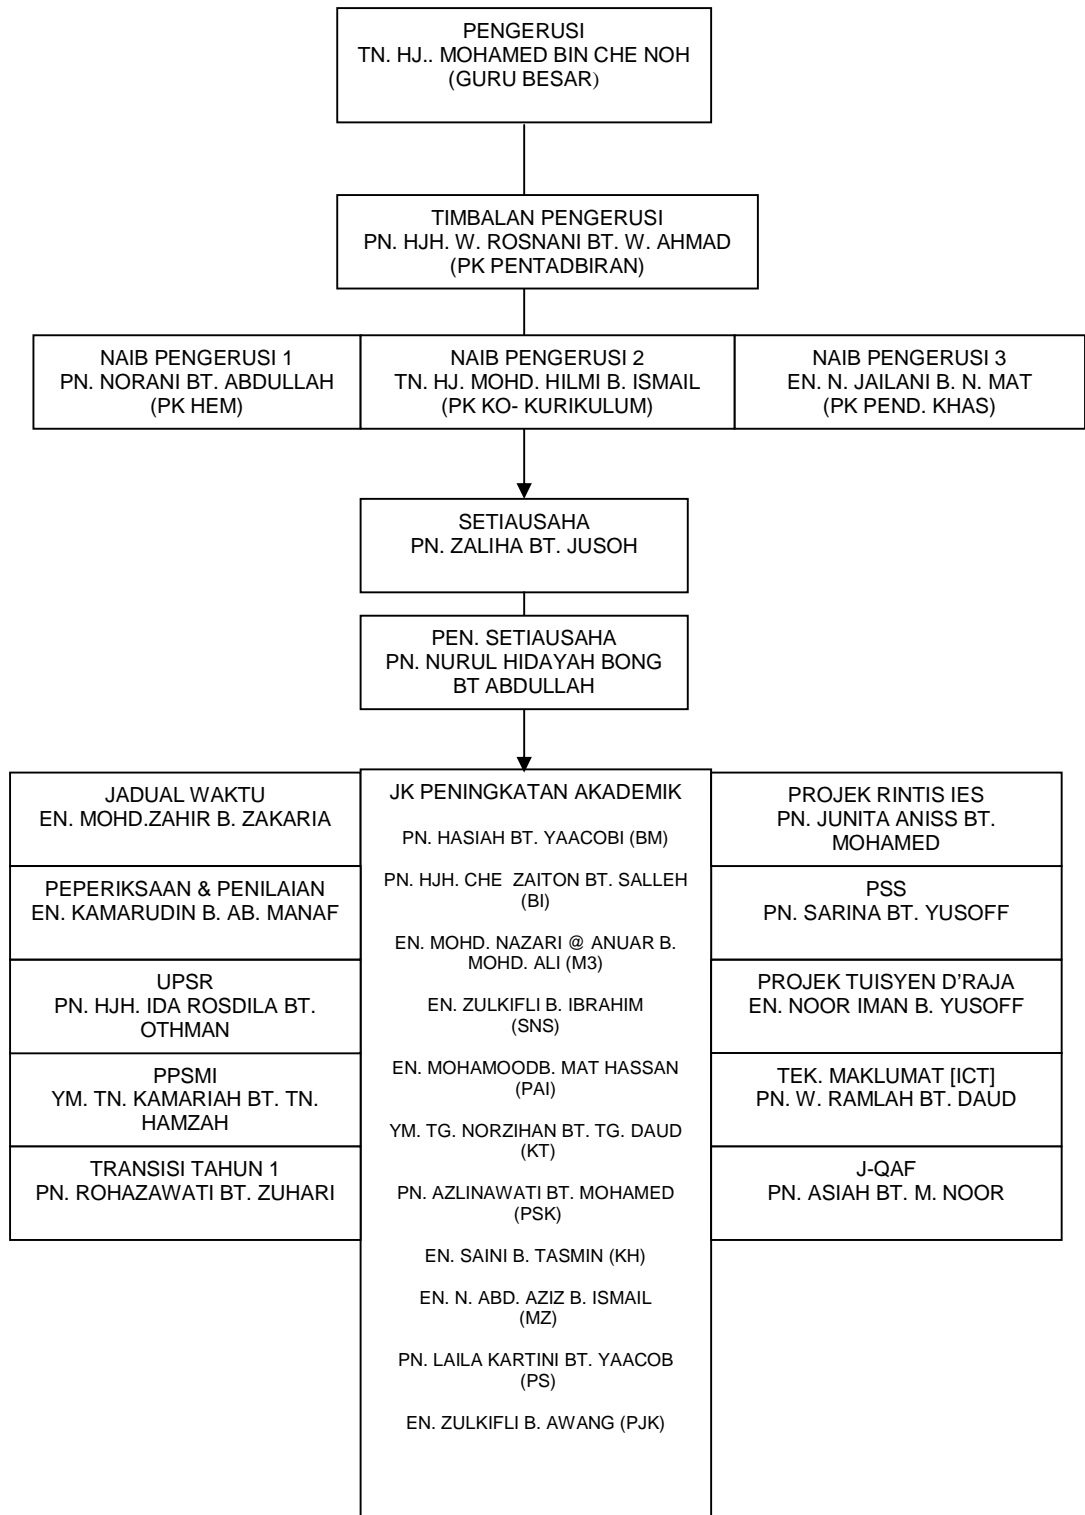 PENGERUSI
TN. HJ.. MOHAMED BIN CHE NOH
(GURU BESAR)
TIMBALAN PENGERUSI
PN. HJH. W. ROSNANI BT. W. AHMAD
(PK PENTADBIRAN)
NAIB PENGERUSI 1
PN. NORANI BT. ABDULLAH
(PK HEM)
NAIB PENGERUSI 2
TN. HJ. MOHD. HILMI B. ISMAIL
(PK KO- KURIKULUM)
NAIB PENGERUSI 3
EN. N. JAILANI B. N. MAT
(PK PEND. KHAS)
SETIAUSAHA
PN. ZALIHA BT. JUSOH
PEN. SETIAUSAHA
PN. NURUL HIDAYAH BONG
BT ABDULLAH
JADUAL WAKTU
EN. MOHD.ZAHIR B. ZAKARIA
PEPERIKSAAN & PENILAIAN
EN. KAMARUDIN B. AB. MANAF
UPSR
PN. HJH. IDA ROSDILA BT.
OTHMAN
PPSMI
YM. TN. KAMARIAH BT. TN.
HAMZAH
TRANSISI TAHUN 1
PN. ROHAZAWATI BT. ZUHARI
JK PENINGKATAN AKADEMIK
PN. HASIAH BT. YAACOBI (BM)
PN. HJH. CHE  ZAITON BT. SALLEH
(BI)
EN. MOHD. NAZARI @ ANUAR B.
MOHD. ALI (M3)
EN. ZULKIFLI B. IBRAHIM
(SNS)
EN. MOHAMOODB. MAT HASSAN
(PAI)
YM. TG. NORZIHAN BT. TG. DAUD
(KT)
PN. AZLINAWATI BT. MOHAMED
(PSK)
EN. SAINI B. TASMIN (KH)
EN. N. ABD. AZIZ B. ISMAIL
(MZ)
PN. LAILA KARTINI BT. YAACOB
(PS)
EN. ZULKIFLI B. AWANG (PJK)
PROJEK RINTIS IES
PN. JUNITA ANISS BT.
MOHAMED
PSS
PN. SARINA BT. YUSOFF
PROJEK TUISYEN D’RAJA
EN. NOOR IMAN B. YUSOFF
TEK. MAKLUMAT [ICT]
PN. W. RAMLAH BT. DAUD
J-QAF
PN. ASIAH BT. M. NOOR